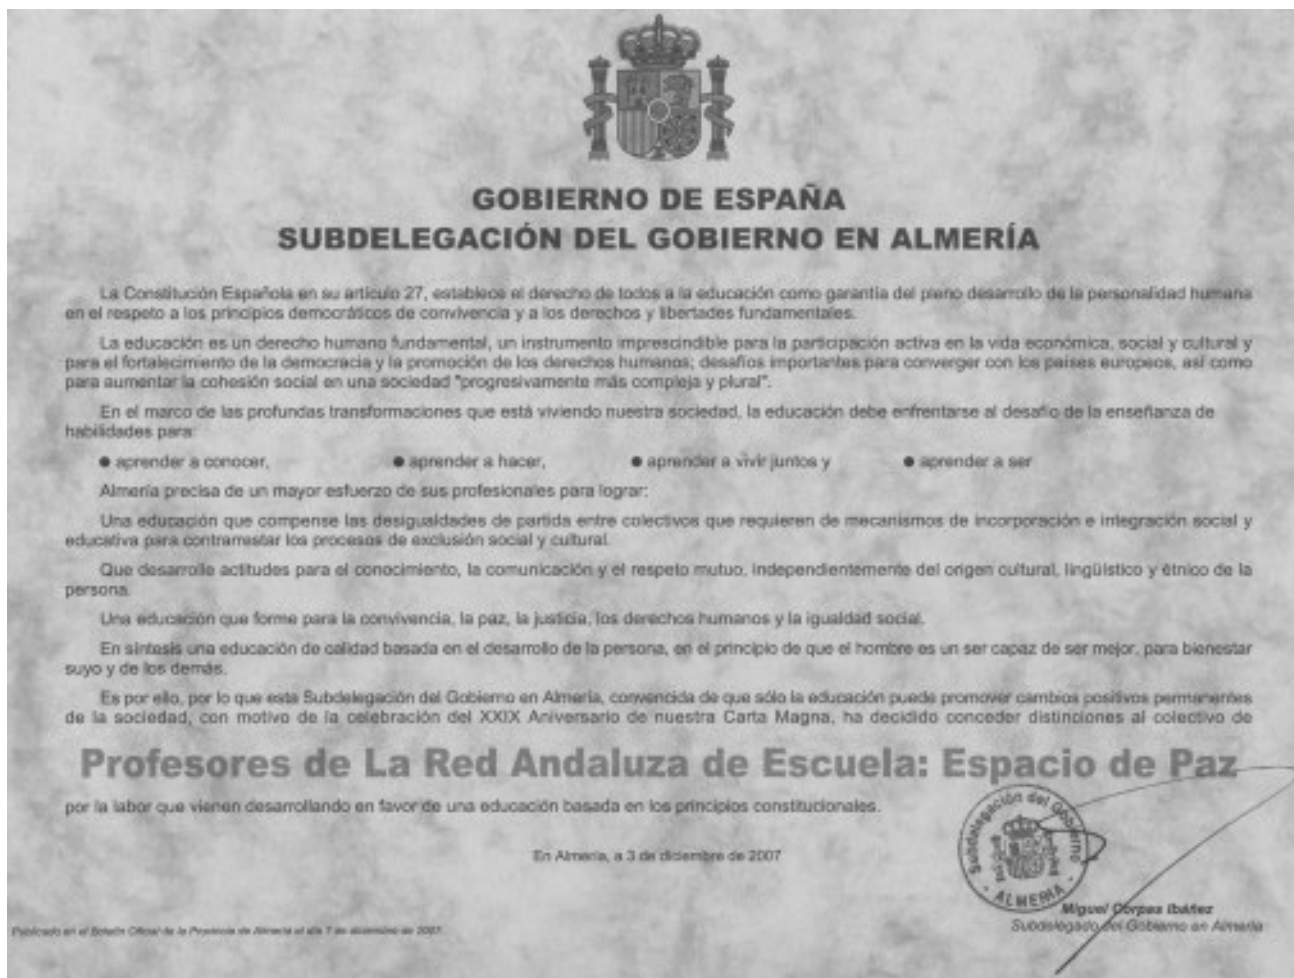 GOBIERNO DE ESPAÑA
SUBDELEGACIÓN DEL GOBIERNO EN ALMERÍA
La Constitución Española en su artículo 27, establece el derecho de todos a la educación como garantía del pleno desarrollo de la personalidad humana
en el respeto a los principios democráticos de convivencia y a los derechos y libertades fundamentales.
La educación es un derecho humano fundamental, un instrumento imprescindible para la participación activa en la vida económica, social y cultural y
para el fortalecimiento de la democracia y la promoción de los derechos humanos; desafíos importantes para converger con los países europeos, así como
para aumentar la cohesión social en una sociedad "progresivamente más compleja y plural".
En el marco de las profundas transformaciones que está viviendo nuestra sociedad, la educación debe enfrentarse al desafío de la enseñanza de
habilidades para:
● aprender a conocer, ● aprender a hacer, ● aprender a vivir juntos y ● aprender a ser
Almería precisa de un mayor esfuerzo de sus profesionales para lograr:
Una educación que compense las desigualdades de partida entre colectivos que requieren de mecanismos de incorporación e integración social y
educativa para contrarrestar los procesos de exclusión social y cultural.
Que desarrolle actitudes para el conocimiento, la comunicación y el respeto mutuo, independientemente del origen cultural, lingüístico y étnico de la
persona.
Una educación que forme para la convivencia, la paz, la justicia, los derechos humanos y la igualdad social.
En síntesis una educación de calidad basada en el desarrollo de la persona, en el principio de que el hombre es un ser capaz de ser mejor, para bienestar
suyo y de los demás.
Es por ello, por lo que esta Subdelegación del Gobierno en Almería, convencida de que sólo la educación puede promover cambios positivos permanentes
de la sociedad, con motivo de la celebración del XXIX Aniversario de nuestra Carta Magna, ha decidido conceder distinciones al colectivo de
Profesores de La Red Andaluza de Escuela: Espacio de Paz
por la labor que vienen desarrollando en favor de una educación basada en los principios constitucionales.
En Almería, a 3 de diciembre de 2007
Subdelegación del Gobierno
- ALMERIA -
Miguel Corpas Ibáñez
Subdelegado del Gobierno en Almería
Publicado en el Boletín Oficial de la Provincia de Almería el día 7 de diciembre de 2007.